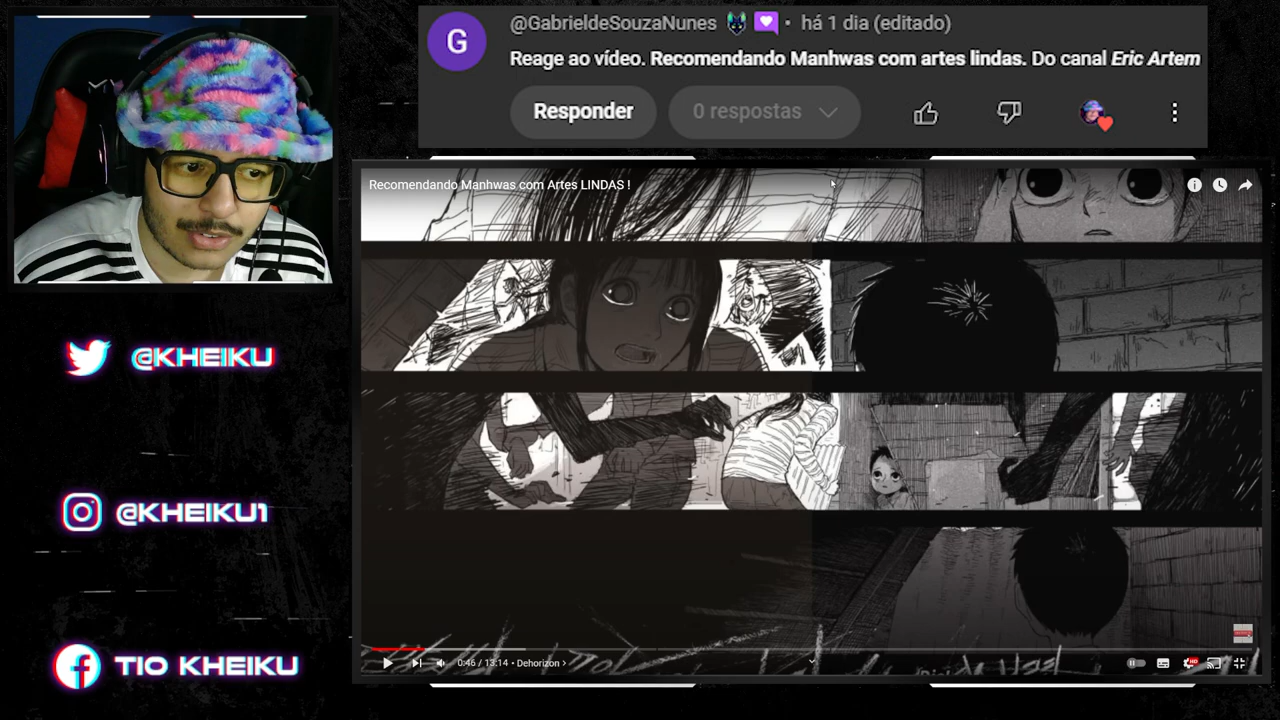 G
@GabrieldeSouzaNunes • há 1 dia (editado)
Reage ao vídeo. Recomendando Manhwas com artes lindas. Do canal Eric Artem
Responder
0 respostas
Recomendando Manhwas com Artes LINDAS !
@KHEIKU
@KHEIKU1
TIO KHEIKU
0:46 / 13:14 • Dehorizon ›
HD